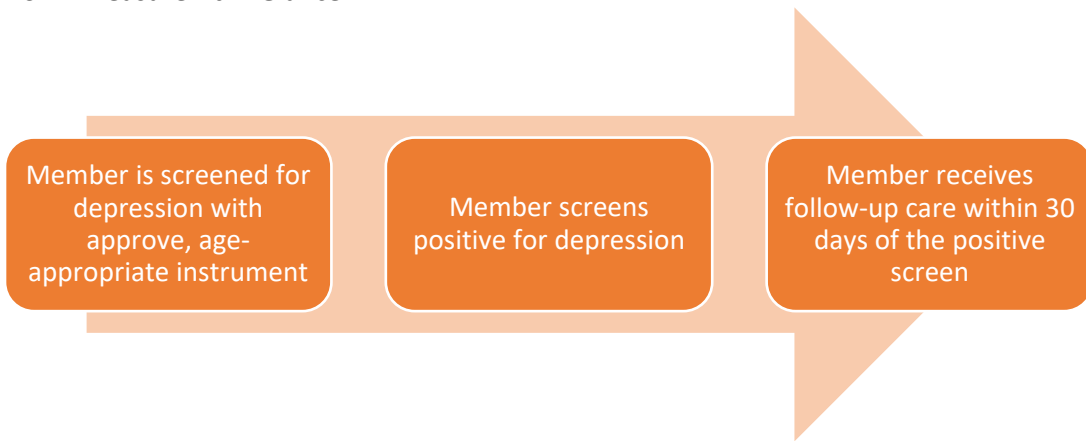 Member is screened for
depression with
approve, age-
appropriate instrument
Member screens
positive for depression
Member receives
follow-up care within 30
days of the positive
screen